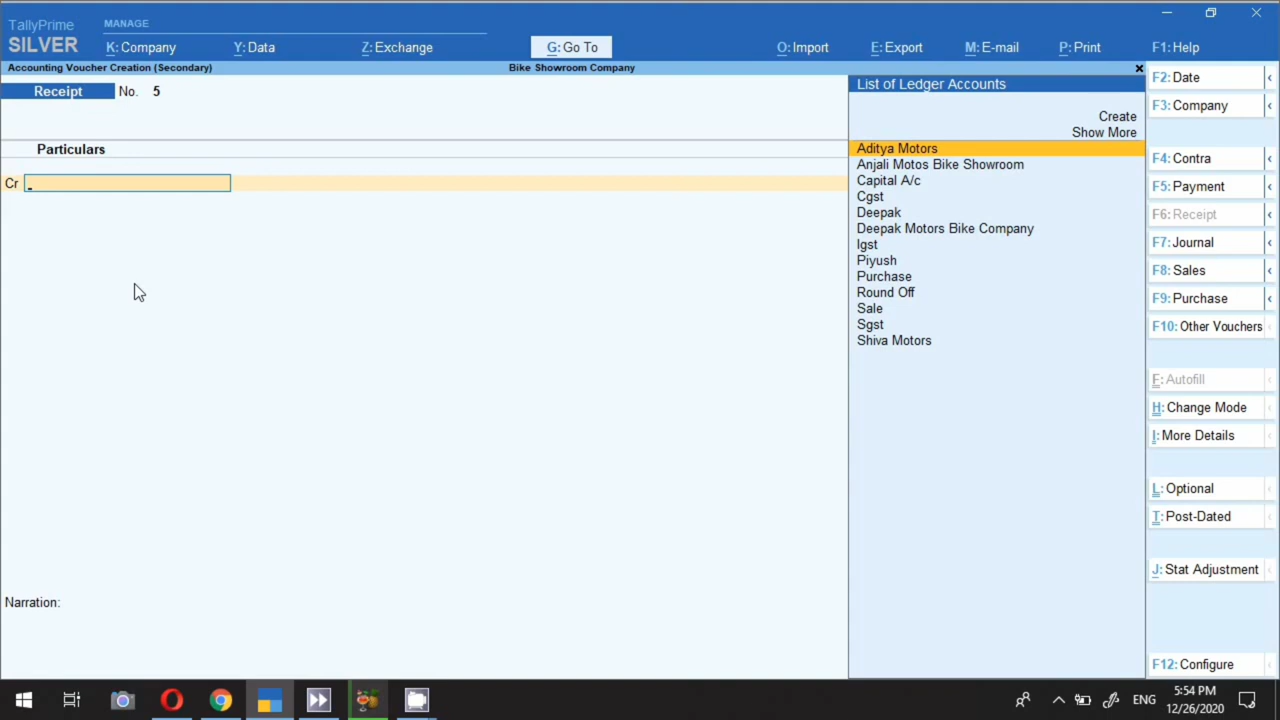 TallyPrime
MANAGE
SILVER
K: Company
Y: Data
Z: Exchange
G: Go To
O: Import
E: Export
M: E-mail
P: Print
F1: Help
Accounting Voucher Creation (Secondary)
Bike Showroom Company
Receipt No. 5
Particulars
Cr
Narration:
List of Ledger Accounts
Create
Show More
Aditya Motors
Anjali Motos Bike Showroom
Capital A/c
Cgst
Deepak
Deepak Motors Bike Company
Igst
Piyush
Purchase
Round Off
Sale
Sgst
Shiva Motors
F2: Date
F3: Company
F4: Contra
F5: Payment
F6: Receipt
F7: Journal
F8: Sales
F9: Purchase
F10: Other Vouchers
F: Autofill
H: Change Mode
I: More Details
L: Optional
T: Post-Dated
J: Stat Adjustment
F12: Configure
ENG
5:54 PM
12/26/2020